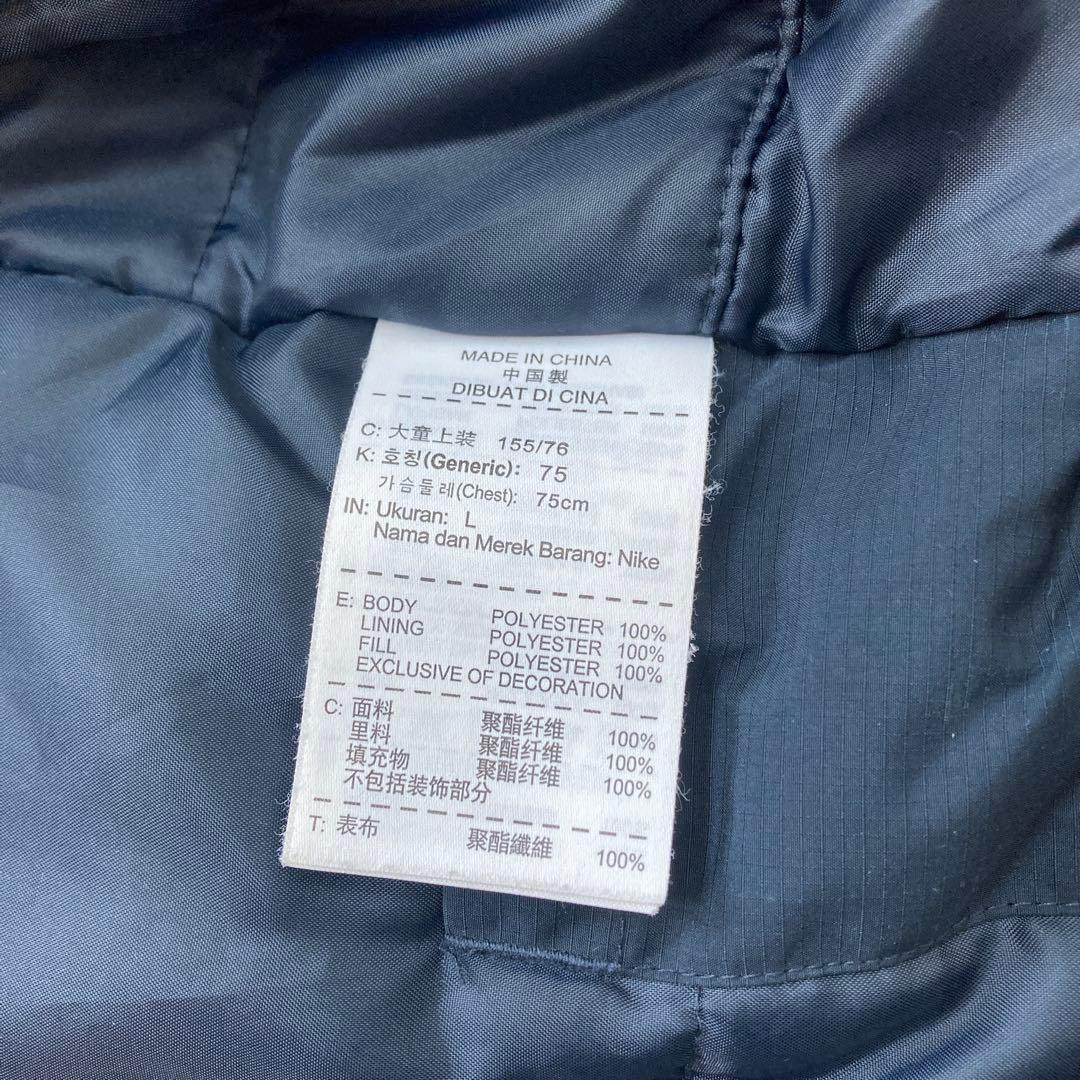 MADE IN CHINA
中国製
DIBUAT DI CINA
C: 大童上装 155/76
K: 호칭(Generic): 75
가슴둘레(Chest): 75cm
IN: Ukuran: L
Nama dan Merek Barang: Nike
E: BODY POLYESTER 100%
LINING POLYESTER 100%
FILL POLYESTER 100%
EXCLUSIVE OF DECORATION
C: 面料 聚酯纤维 100%
里料 聚酯纤维 100%
填充物 聚酯纤维 100%
不包括装饰部分
T: 表布 聚酯纖維 100%